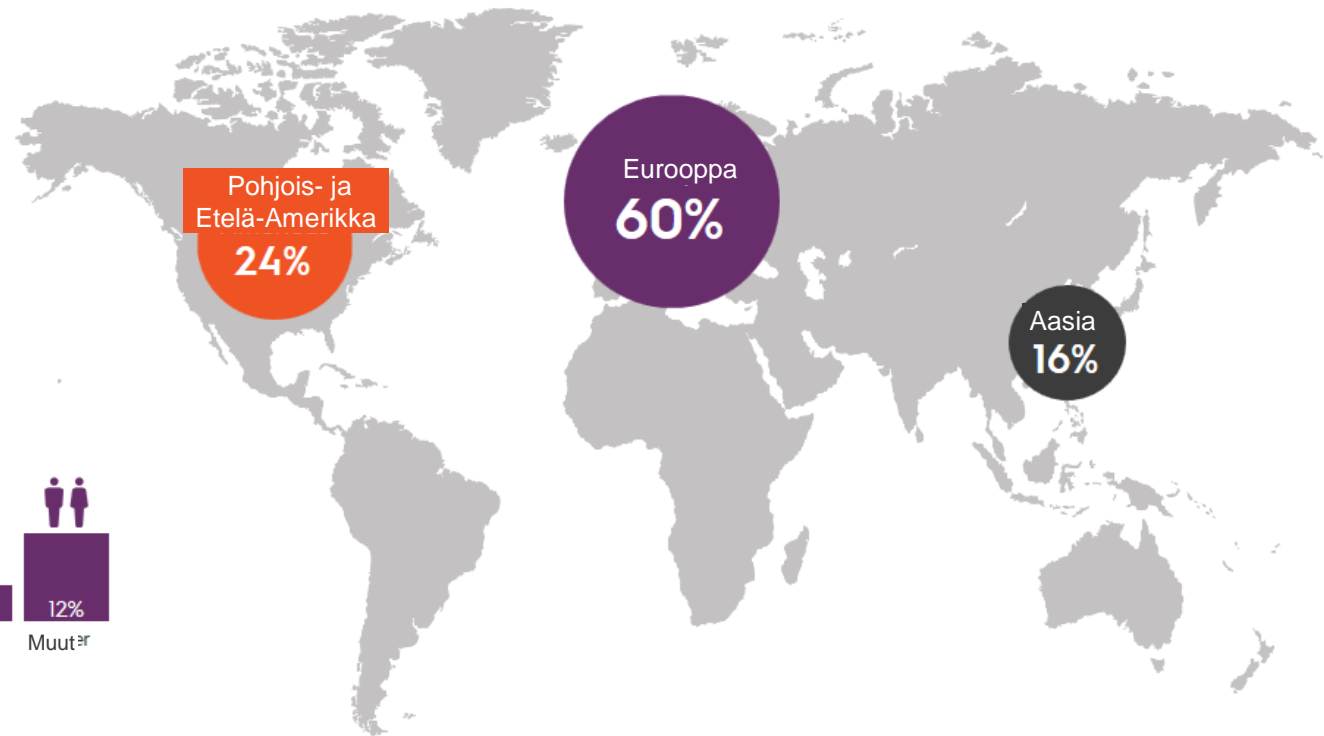 Pohjois- ja
Etelä-Amerikka
24%
Eurooppa
60%
Aasia
16%
12%
Muut